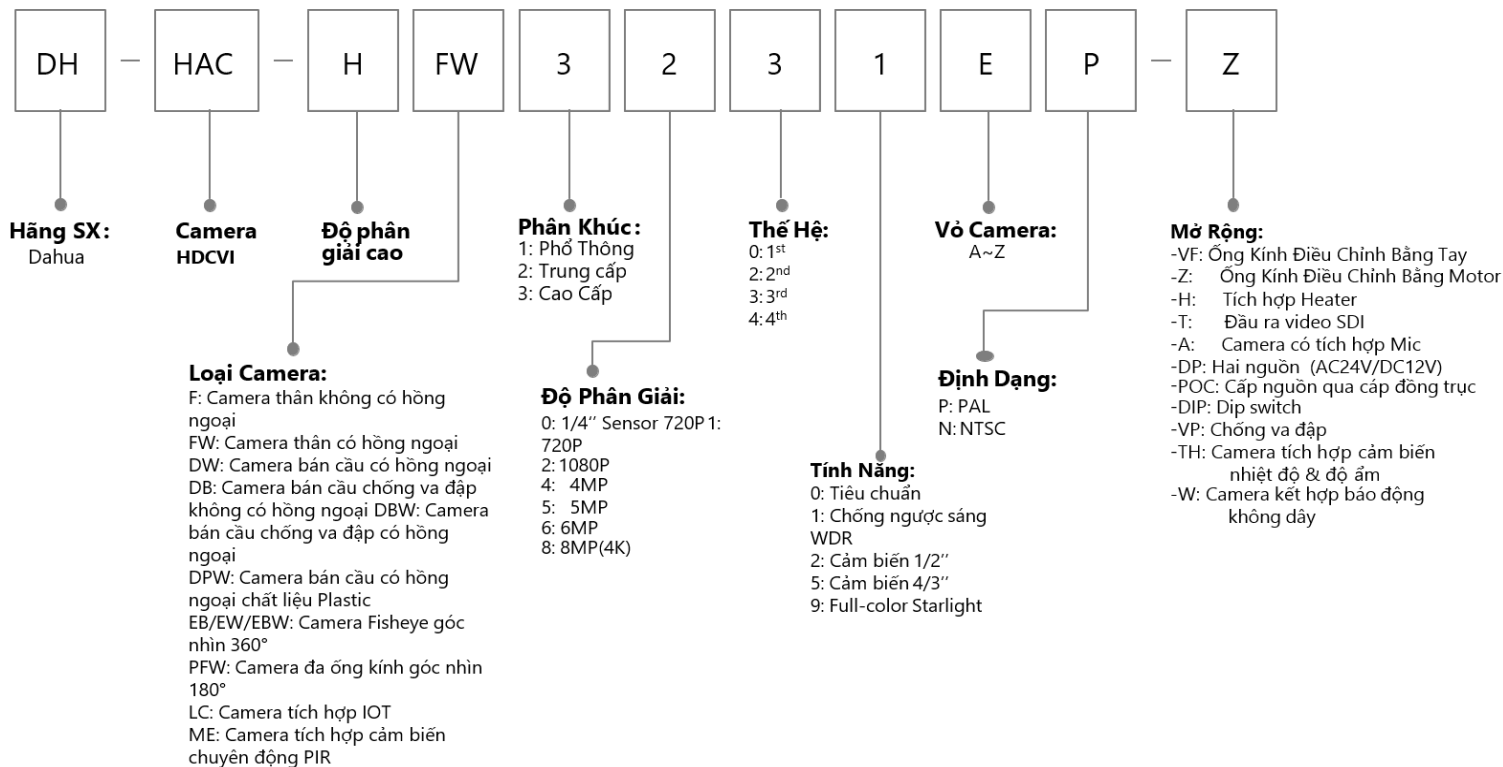 DH — HAC — H FW 3 2 3 1 E P — Z
Hãng SX:
Dahua
Camera
HDCVI
Độ phân
giải cao
Loại Camera:
F: Camera thân không có hồng
ngoại
FW: Camera thân có hồng ngoại
DW: Camera bán cầu có hồng ngoại
DB: Camera bán cầu chống va đập
không có hồng ngoại DBW: Camera
bán cầu chống va đập có hồng
ngoại
DPW: Camera bán cầu có hồng
ngoại chất liệu Plastic
EB/EW/EBW: Camera Fisheye góc
nhìn 360°
PFW: Camera đa ống kính góc nhìn
180°
LC: Camera tích hợp IOT
ME: Camera tích hợp cảm biến
chuyên động PIR
Phân Khúc:
1: Phổ Thông
2: Trung cấp
3: Cao Cấp
Độ Phân Giải:
0: 1/4‘‘ Sensor 720P1:
720P
2: 1080P
4: 4MP
5: 5MP
6: 6MP
8: 8MP(4K)
Thế Hệ:
0: 1st
2: 2nd
3: 3rd
4: 4th
Tính Năng:
0: Tiêu chuẩn
1: Chống ngược sáng
WDR
2: Cảm biến 1/2‘‘
5: Cảm biến 4/3‘‘
9: Full-color Starlight
Vỏ Camera:
A~Z
Định Dạng:
P: PAL
N: NTSC
Mở Rộng:
-VF: Ống Kính Điều Chỉnh Bằng Tay
-Z: Ống Kính Điều Chỉnh Bằng Motor
-H: Tích hợp Heater
-T: Đầu ra video SDI
-A: Camera có tích hợp Mic
-DP: Hai nguồn (AC24V/DC12V)
-POC: Cấp nguồn qua cáp đồng trục
-DIP: Dip switch
-VP: Chống va đập
-TH: Camera tích hợp cảm biến
nhiệt độ & độ ẩm
-W: Camera kết hợp báo động
không dây